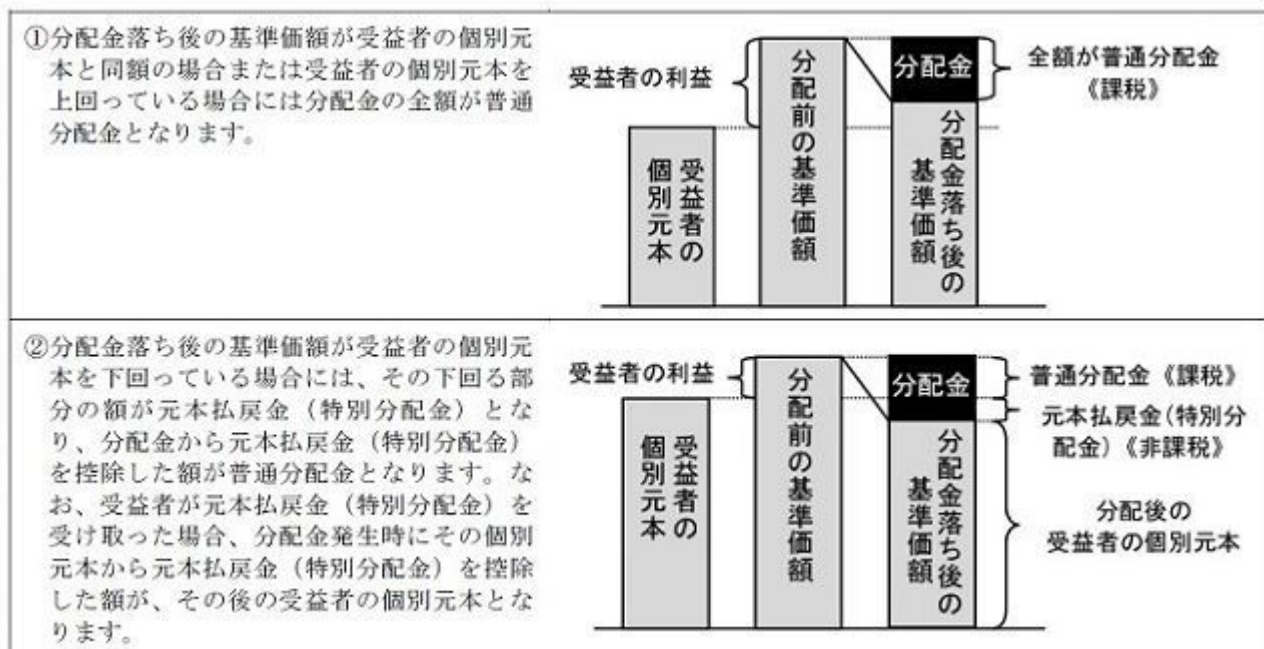 ①分配金落ち後の基準価額が受益者の個別元
本と同額の場合または受益者の個別元本を
上回っている場合には分配金の全額が普通
分配金となります。
受益者の利益
受益者の
個別元本
分配前の基準価額
分配金
分配金落ち後の
基準価額
全額が普通分配金
《課税》
②分配金落ち後の基準価額が受益者の個別元
本を下回っている場合には、その下回る部
分の額が元本払戻金（特別分配金）とな
り、分配金から元本払戻金（特別分配金）
を控除した額が普通分配金となります。な
お、受益者が元本払戻金（特別分配金）を
受け取った場合、分配金発生時にその個別
元本から元本払戻金（特別分配金）を控除
した額が、その後の受益者の個別元本とな
ります。
受益者の利益
受益者の
個別元本
分配前の基準価額
分配金
分配金落ち後の
基準価額
普通分配金《課税》
元本払戻金（特別分
配金）《非課税》
分配後の
受益者の個別元本